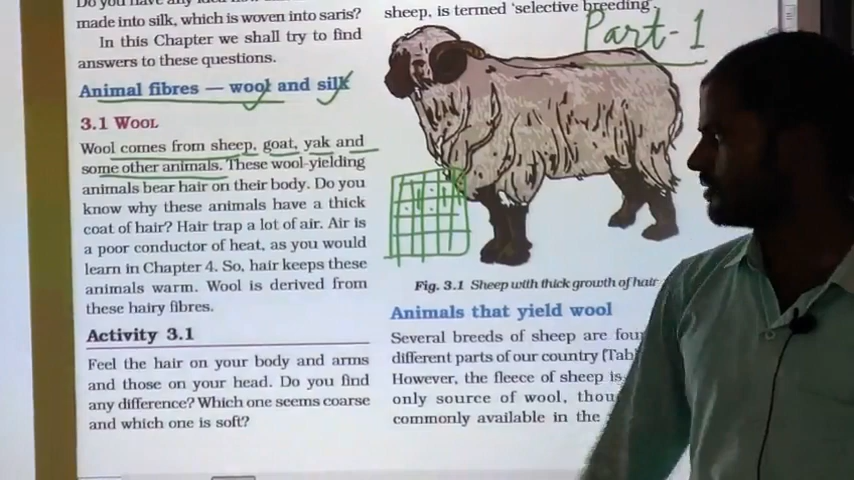 made into silk, which is woven into saris?
In this Chapter we shall try to find
answers to these questions.
Animal fibres — wool and silk
3.1 WOOL
Wool comes from sheep, goat, yak and
some other animals. These wool-yielding
animals bear hair on their body. Do you
know why these animals have a thick
coat of hair? Hair trap a lot of air. Air is
a poor conductor of heat, as you would
learn in Chapter 4. So, hair keeps these
animals warm. Wool is derived from
these hairy fibres.
Activity 3.1
Feel the hair on your body and arms
and those on your head. Do you find
any difference? Which one seems coarse
and which one is soft?
sheep, is termed 'selective breeding'.
Part-1
Fig. 3.1 Sheep with thick growth of hair
Animals that yield wool
Several breeds of sheep are
different parts of our country
However, the fleece of sheep is
only source of wool,
commonly available in the